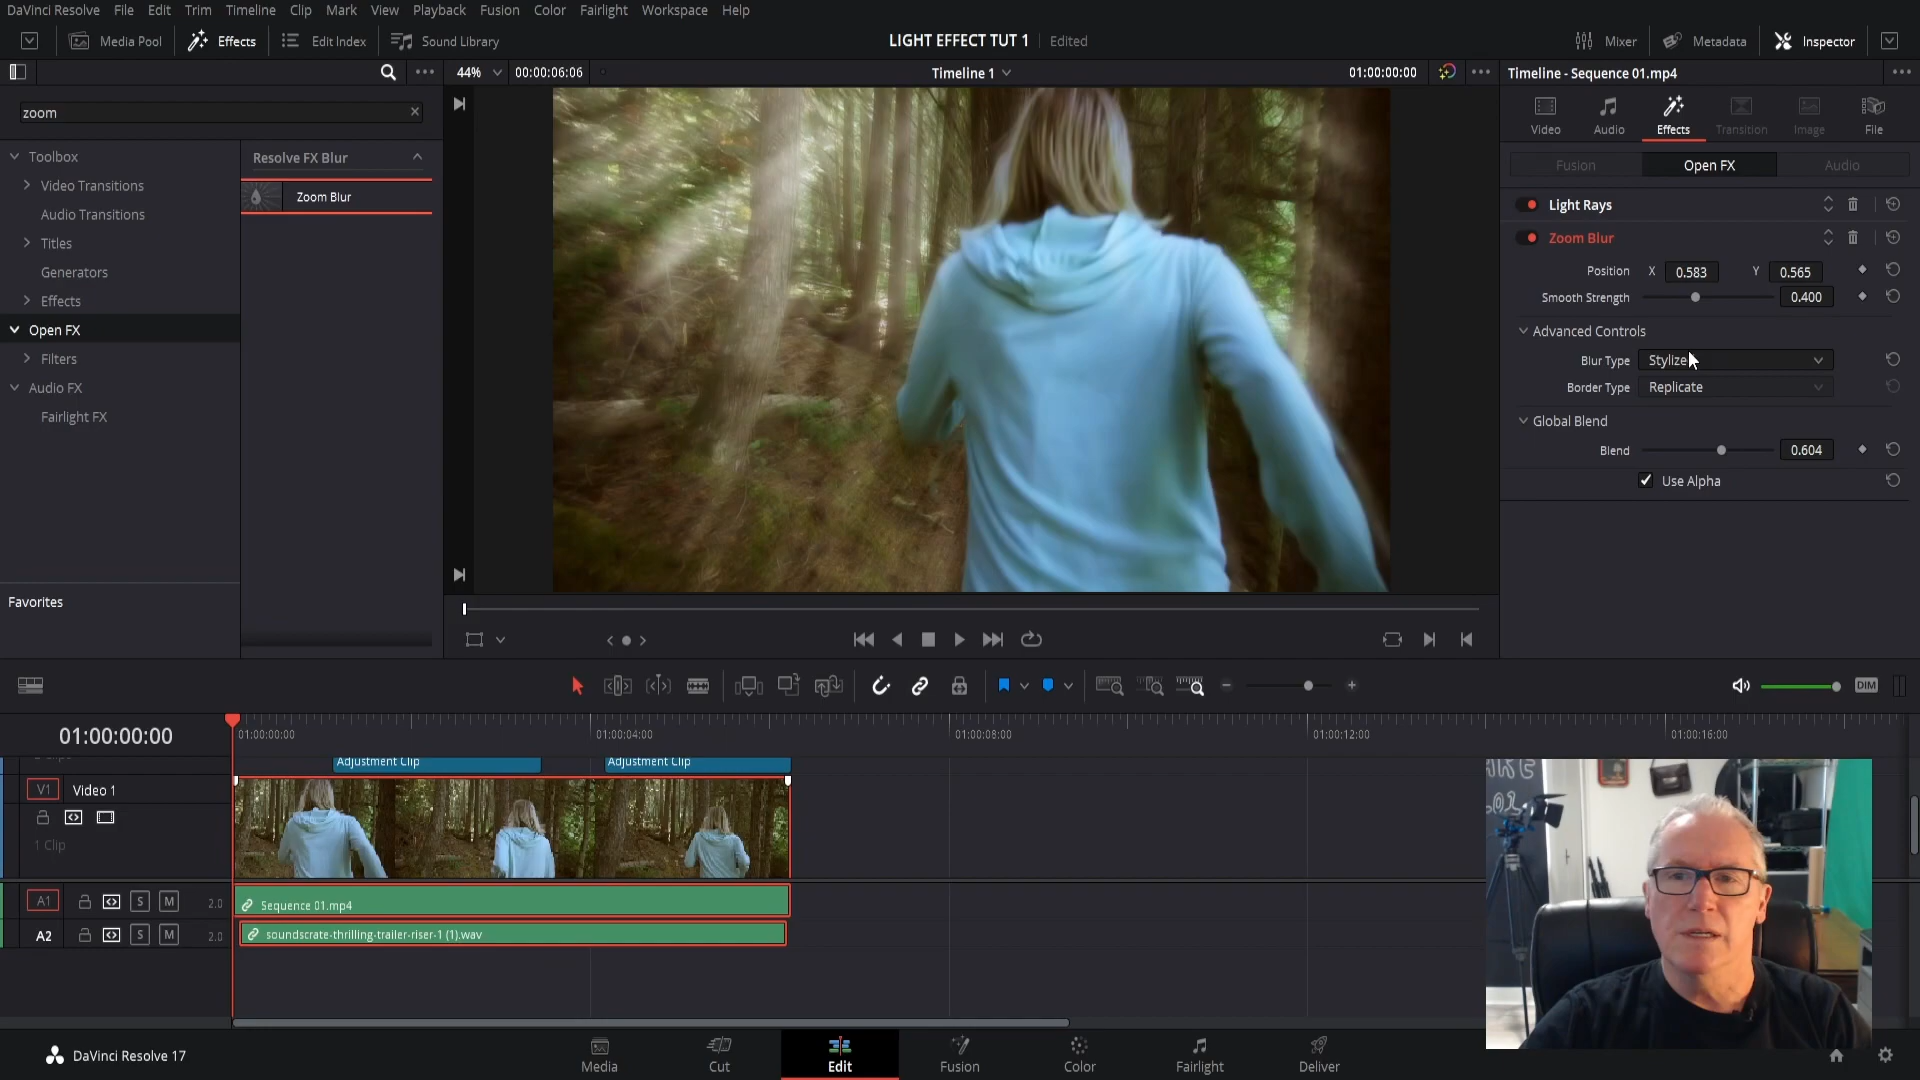 DaVinci Resolve File Edit Trim Timeline Clip Mark View Playback Fusion Color Fairlight Workspace Help
Media Pool Effects Edit Index Sound Library LIGHT EFFECT TUT 1 Edited Mixer Metadata Inspector
44% 00:00:06:06 Timeline 1 01:00:00:00 Timeline - Sequence 01.mp4
zoom
Video Audio Effects Transition Image File
Toolbox
Video Transitions
Audio Transitions
Titles
Generators
Effects
Open FX
Filters
Audio FX
Fairlight FX
Favorites
Resolve FX Blur
Zoom Blur
Fusion Open FX Audio
Light Rays
Zoom Blur
Position X 0.583 Y 0.565
Smooth Strength 0.400
Advanced Controls
Blur Type Stylize
Border Type Replicate
Global Blend
Blend 0.604
Use Alpha
DIM
01:00:00:00 01:00:00:00 01:00:04:00 01:00:08:00 01:00:12:00 01:00:16:00
Adjustment Clip Adjustment Clip
V1 Video 1
1 Clip
A1 S M 2.0 Sequence 01.mp4
A2 S M 2.0 soundscrate-thrilling-trailer-riser-1 (1).wav
DaVinci Resolve 17 Media Cut Edit Fusion Color Fairlight Deliver